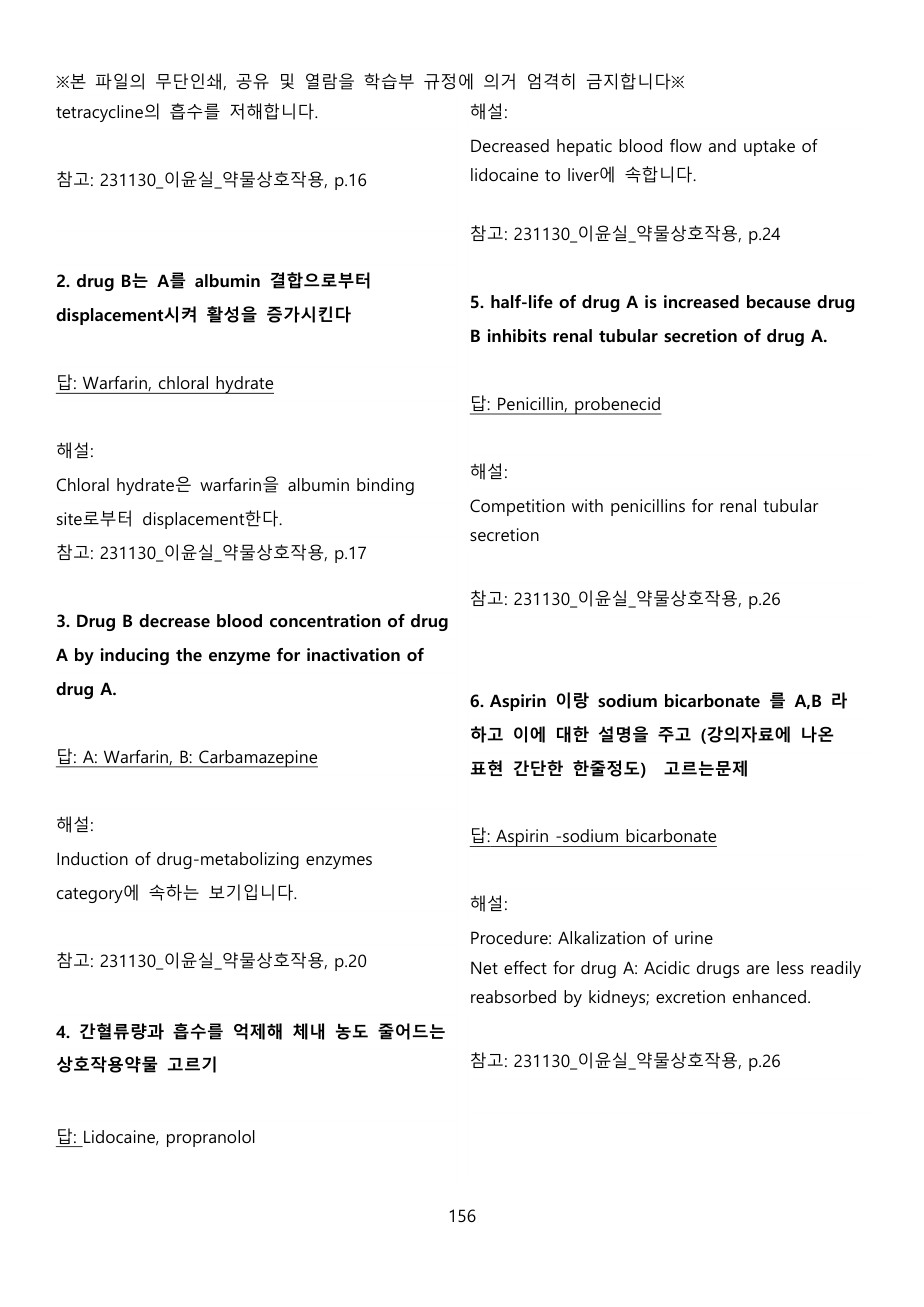 ※본 파일의 무단인쇄, 공유 및 열람을 학습부 규정에 의거 엄격히 금지합니다※
tetracycline의 흡수를 저해합니다.
참고: 231130_이윤실_약물상호작용, p.16
2. drug B는 A를 albumin 결합으로부터
displacement시켜 활성을 증가시킨다
답: Warfarin, chloral hydrate
해설:
Chloral hydrate은 warfarin을 albumin binding
site로부터 displacement한다.
참고: 231130_이윤실_약물상호작용, p.17
3. Drug B decrease blood concentration of drug
A by inducing the enzyme for inactivation of
drug A.
답: A: Warfarin, B: Carbamazepine
해설:
Induction of drug-metabolizing enzymes
category에 속하는 보기입니다.
참고: 231130_이윤실_약물상호작용, p.20
4. 간혈류량과 흡수를 억제해 체내 농도 줄어드는
상호작용약물 고르기
답: Lidocaine, propranolol
해설:
Decreased hepatic blood flow and uptake of
lidocaine to liver에 속합니다.
참고: 231130_이윤실_약물상호작용, p.24
5. half-life of drug A is increased because drug
B inhibits renal tubular secretion of drug A.
답: Penicillin, probenecid
해설:
Competition with penicillins for renal tubular
secretion
참고: 231130_이윤실_약물상호작용, p.26
6. Aspirin 이랑 sodium bicarbonate 를 A,B 라
하고 이에 대한 설명을 주고 (강의자료에 나온
표현 간단한 한줄정도) 고르는문제
답: Aspirin -sodium bicarbonate
해설:
Procedure: Alkalization of urine
Net effect for drug A: Acidic drugs are less readily
reabsorbed by kidneys; excretion enhanced.
참고: 231130_이윤실_약물상호작용, p.26
156